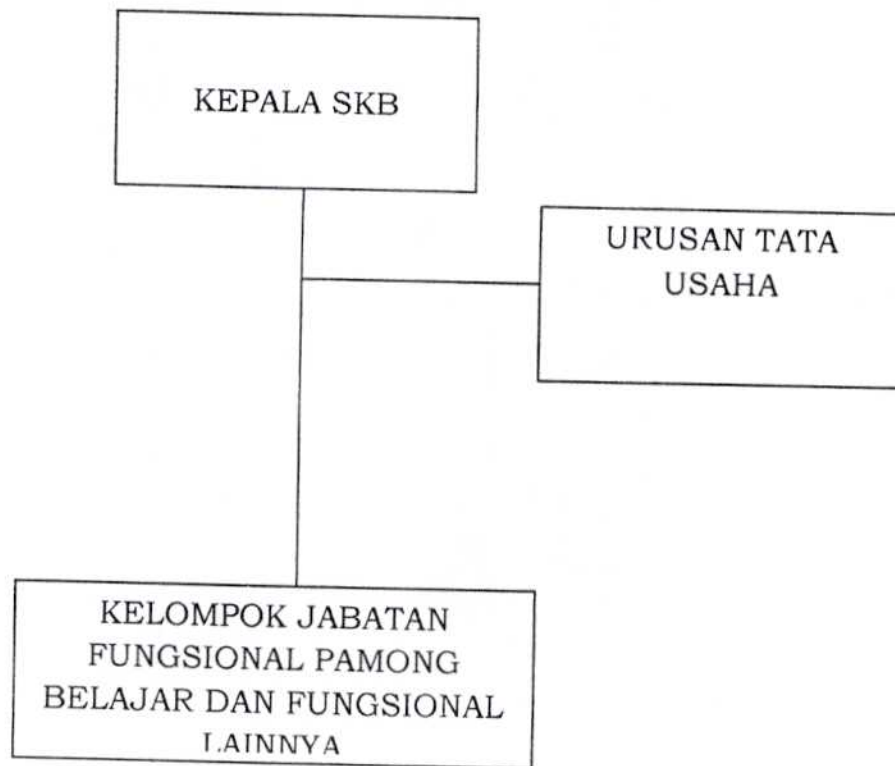 KEPALA SKB
URUSAN TATA
USAHA
KELOMPOK JABATAN
FUNGSIONAL PAMONG
BELAJAR DAN FUNGSIONAL
LAINNYA